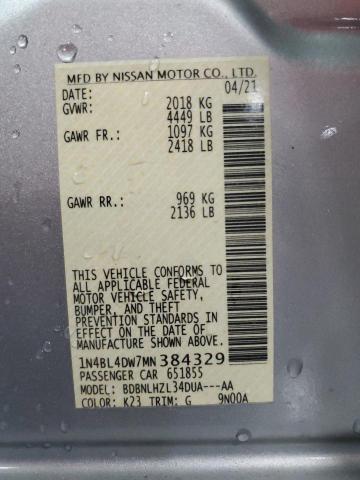 MFD BY NISSAN MOTOR CO., LTD.
DATE: 04/21
GVWR: 2018 KG
4449 LB
GAWR FR.: 1097 KG
2418 LB
GAWR RR.: 969 KG
2136 LB
THIS VEHICLE CONFORMS TO
ALL APPLICABLE FEDERAL
MOTOR VEHICLE SAFETY,
BUMPER, AND THEFT
PREVENTION STANDARDS IN
EFFECT ON THE DATE OF
MANUFACTURE SHOWN ABOVE.
1N4BL4DW7MN384329
PASSENGER CAR 651855
MODEL: BDBNLHZL34DUA---AA
COLOR: K23 TRIM: G 9N00A